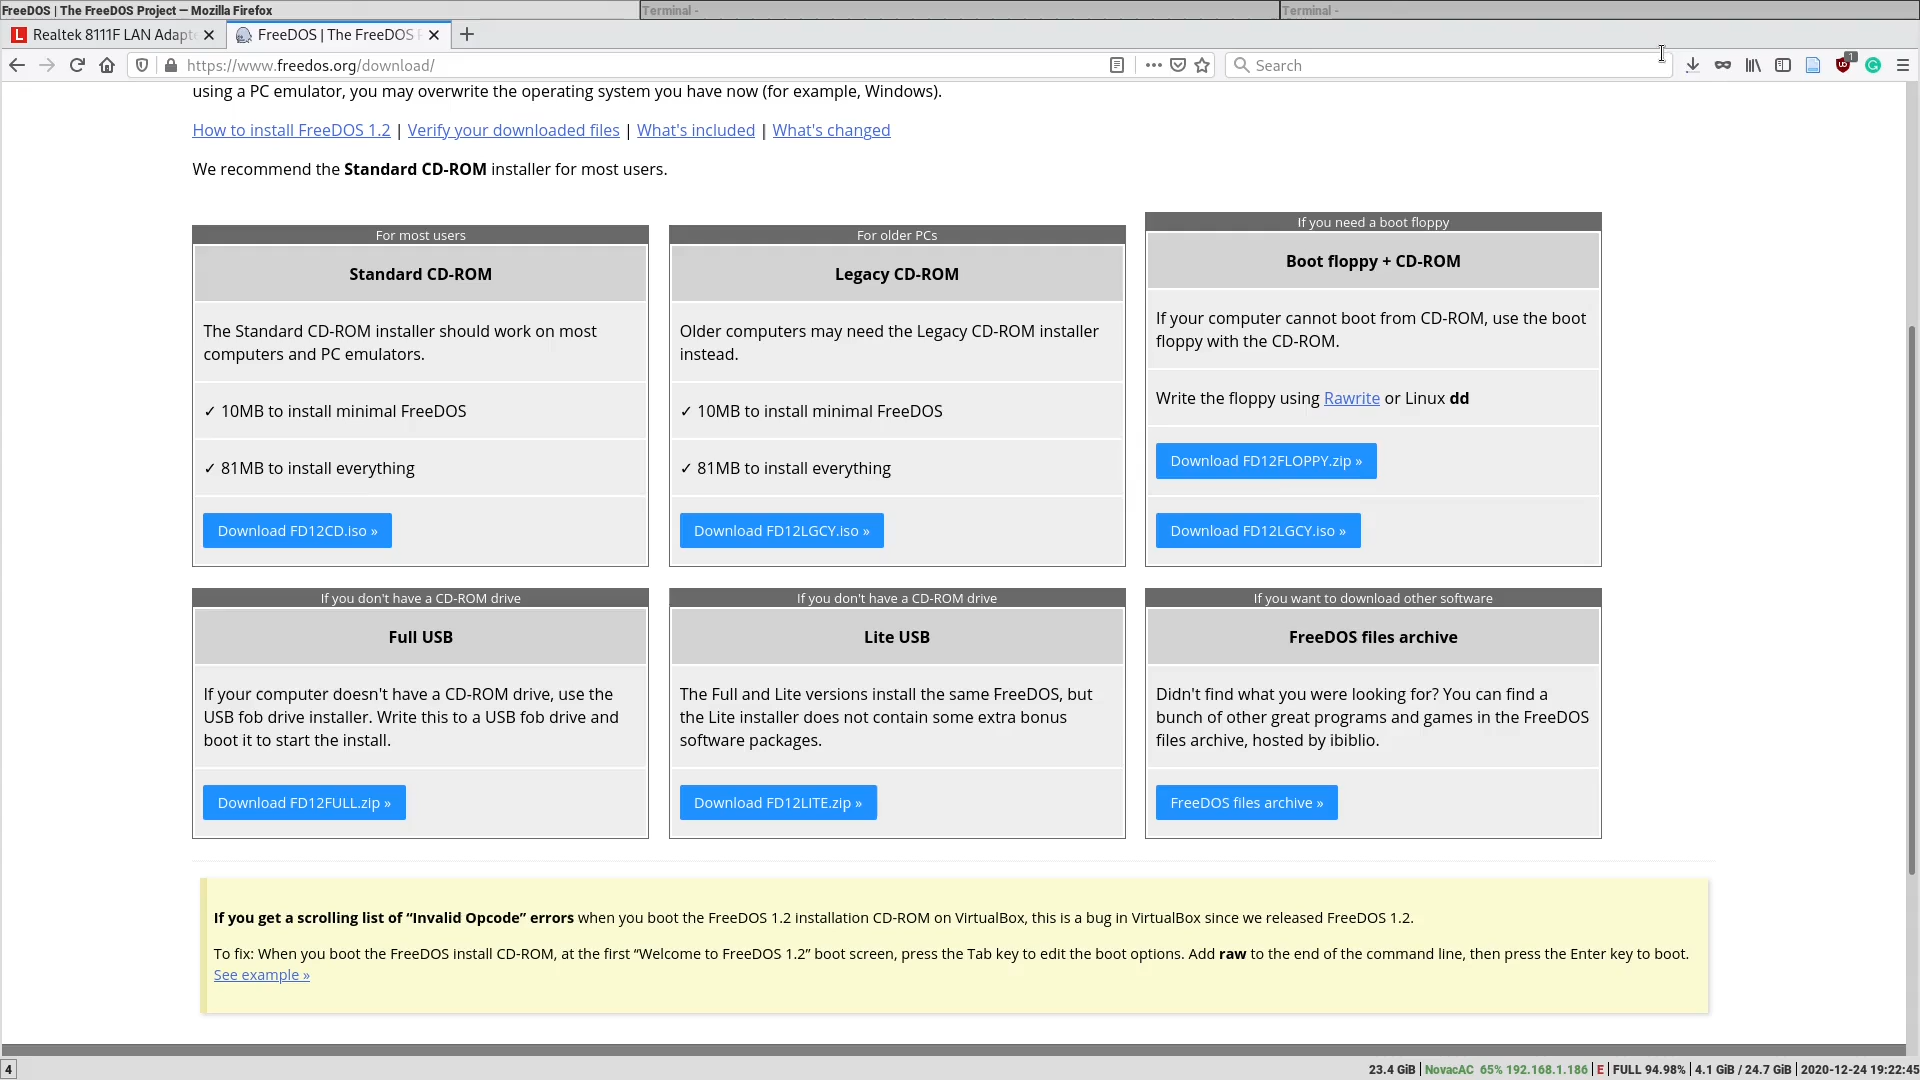 FreeDOS | The FreeDOS Project — Mozilla Firefox
Terminal -
Terminal -
Realtek 8111F LAN Adapt
FreeDOS | The FreeDOS
https://www.freedos.org/download/
Search
1
using a PC emulator, you may overwrite the operating system you have now (for example, Windows).
How to install FreeDOS 1.2 | Verify your downloaded files | What's included | What's changed
We recommend the Standard CD-ROM installer for most users.
For most users
Standard CD-ROM
The Standard CD-ROM installer should work on most
computers and PC emulators.
✓ 10MB to install minimal FreeDOS
✓ 81MB to install everything
Download FD12CD.iso »
For older PCs
Legacy CD-ROM
Older computers may need the Legacy CD-ROM installer
instead.
✓ 10MB to install minimal FreeDOS
✓ 81MB to install everything
Download FD12LGCY.iso »
If you need a boot floppy
Boot floppy + CD-ROM
If your computer cannot boot from CD-ROM, use the boot
floppy with the CD-ROM.
Write the floppy using Rawrite or Linux dd
Download FD12FLOPPY.zip »
Download FD12LGCY.iso »
If you don't have a CD-ROM drive
Full USB
If your computer doesn't have a CD-ROM drive, use the
USB fob drive installer. Write this to a USB fob drive and
boot it to start the install.
Download FD12FULL.zip »
If you don't have a CD-ROM drive
Lite USB
The Full and Lite versions install the same FreeDOS, but
the Lite installer does not contain some extra bonus
software packages.
Download FD12LITE.zip »
If you want to download other software
FreeDOS files archive
Didn't find what you were looking for? You can find a
bunch of other great programs and games in the FreeDOS
files archive, hosted by ibiblio.
FreeDOS files archive »
If you get a scrolling list of “Invalid Opcode” errors when you boot the FreeDOS 1.2 installation CD-ROM on VirtualBox, this is a bug in VirtualBox since we released FreeDOS 1.2.
To fix: When you boot the FreeDOS install CD-ROM, at the first “Welcome to FreeDOS 1.2” boot screen, press the Tab key to edit the boot options. Add raw to the end of the command line, then press the Enter key to boot.
See example »
4
23.4 GiB | NovacAC 65% 192.168.1.186 | E | FULL 94.98% | 4.1 GiB / 24.7 GiB | 2020-12-24 19:22:45